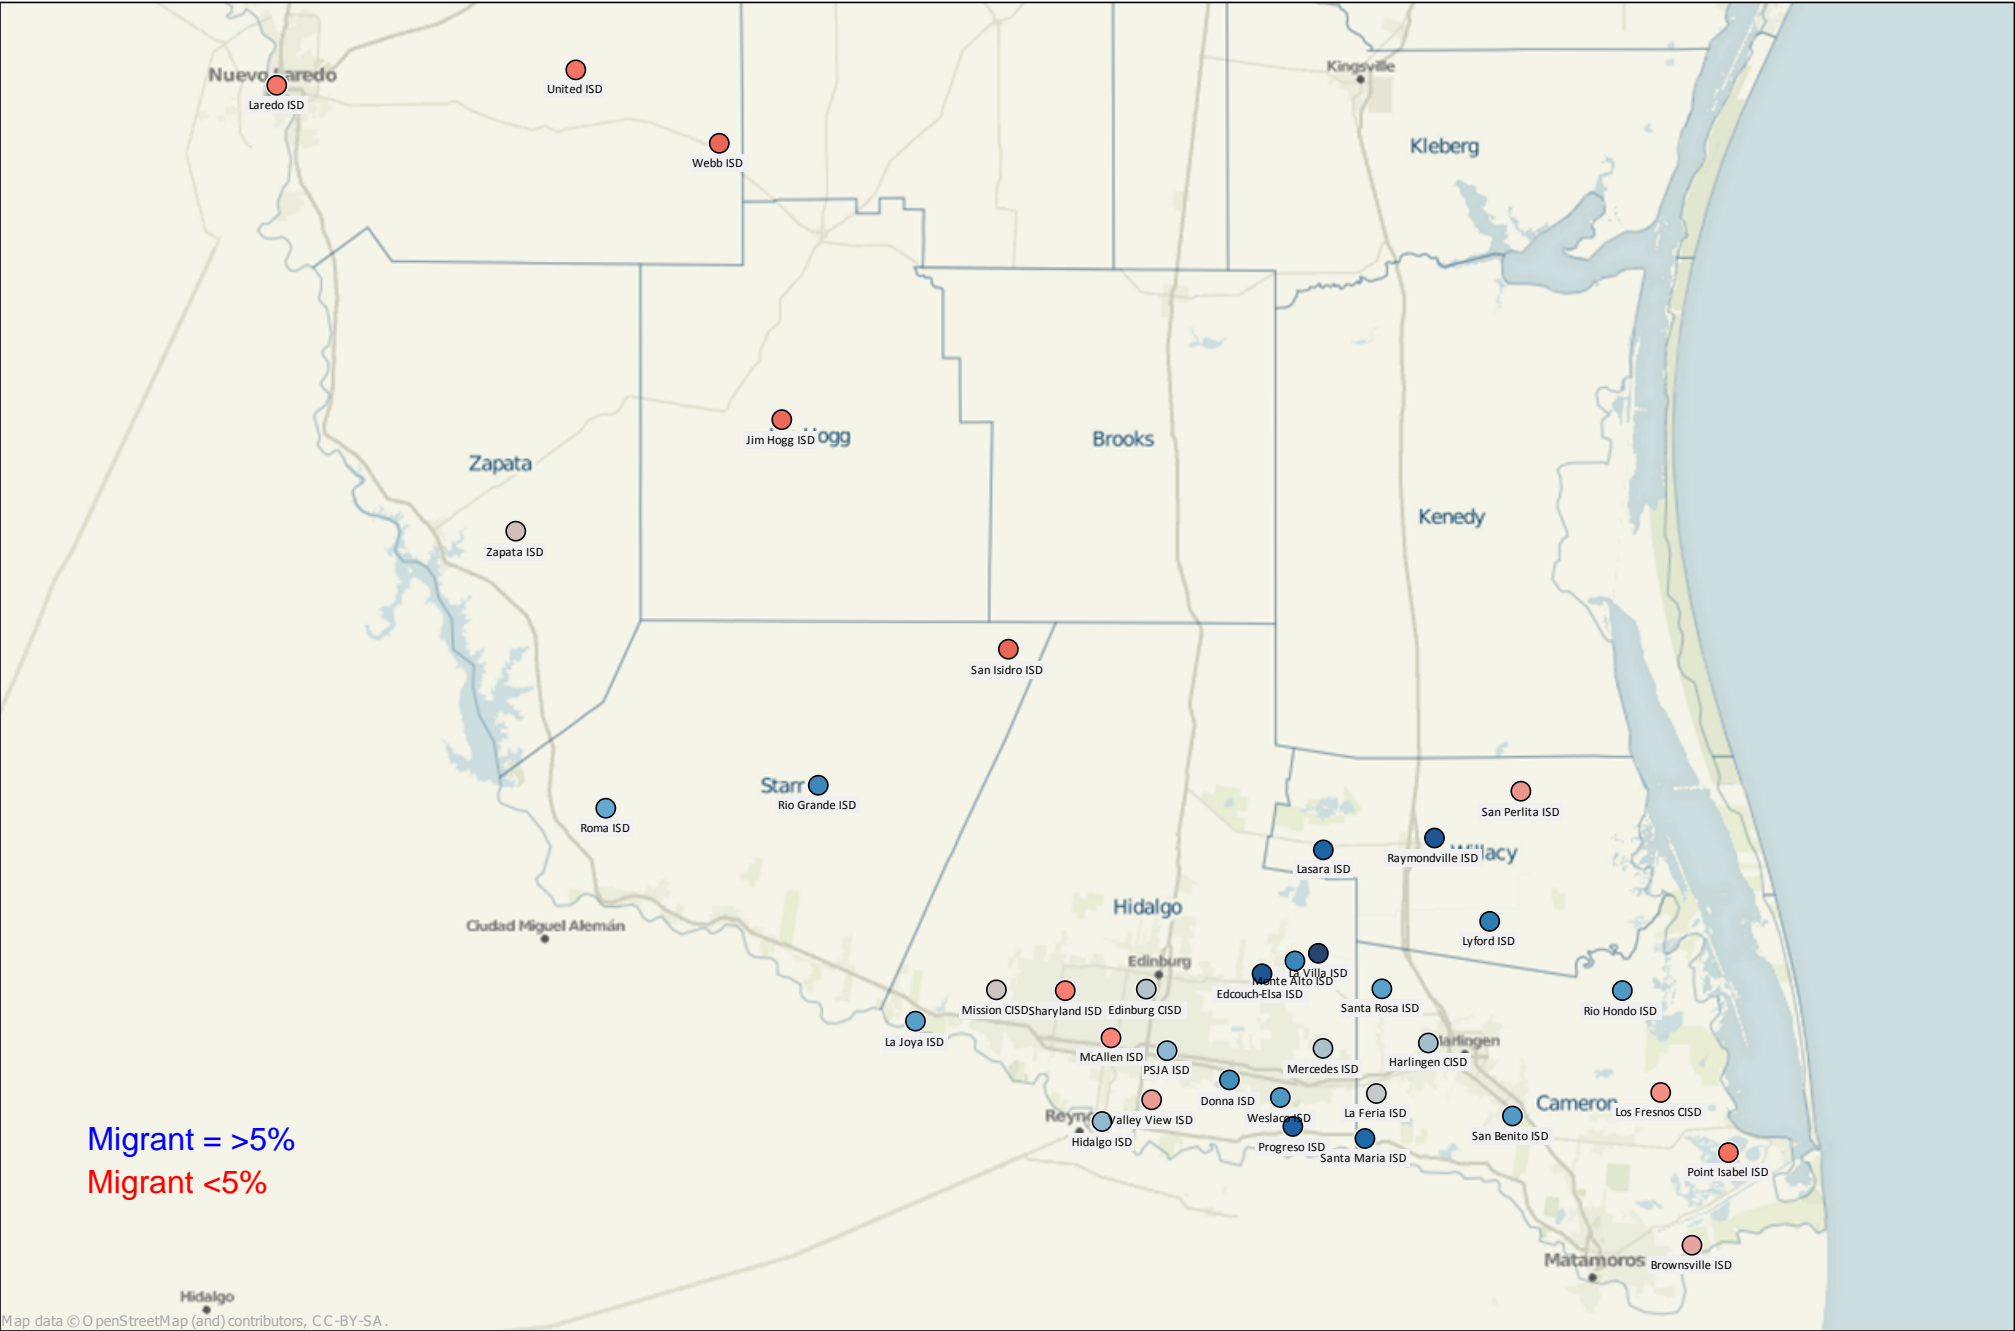 Kingsville
Nuevo Laredo
United ISD
Laredo ISD
Kleberg
Webb ISD
Jim Hogg ISD
Brooks
Zapata
Kenedy
Zapata ISD
San Isidro ISD
Starr
Rio Grande ISD
San Perlita ISD
Roma ISD
Raymondville ISD
Willacy
Lasara ISD
Hidalgo
Ciudad Miguel Alemán
Lyford ISD
Edinburg
La Villa ISD
Monte Alto ISD
Edcouch-Elsa ISD
Mission CISD
Sharyland ISD
Edinburg CISD
Santa Rosa ISD
Rio Hondo ISD
La Joya ISD
McAllen ISD
PSJA ISD
Mercedes ISD
Harlingen CISD
Donna ISD
Cameron
Los Fresnos CISD
Weslaco ISD
La Feria ISD
Valley View ISD
Hidalgo ISD
Progreso ISD
Santa Maria ISD
San Benito ISD
Migrant = >5%
Point Isabel ISD
Migrant <5%
Matamoros
Brownsville ISD
Hidalgo
Map data © OpenStreetMap (and) contributors, CC-BY-SA.